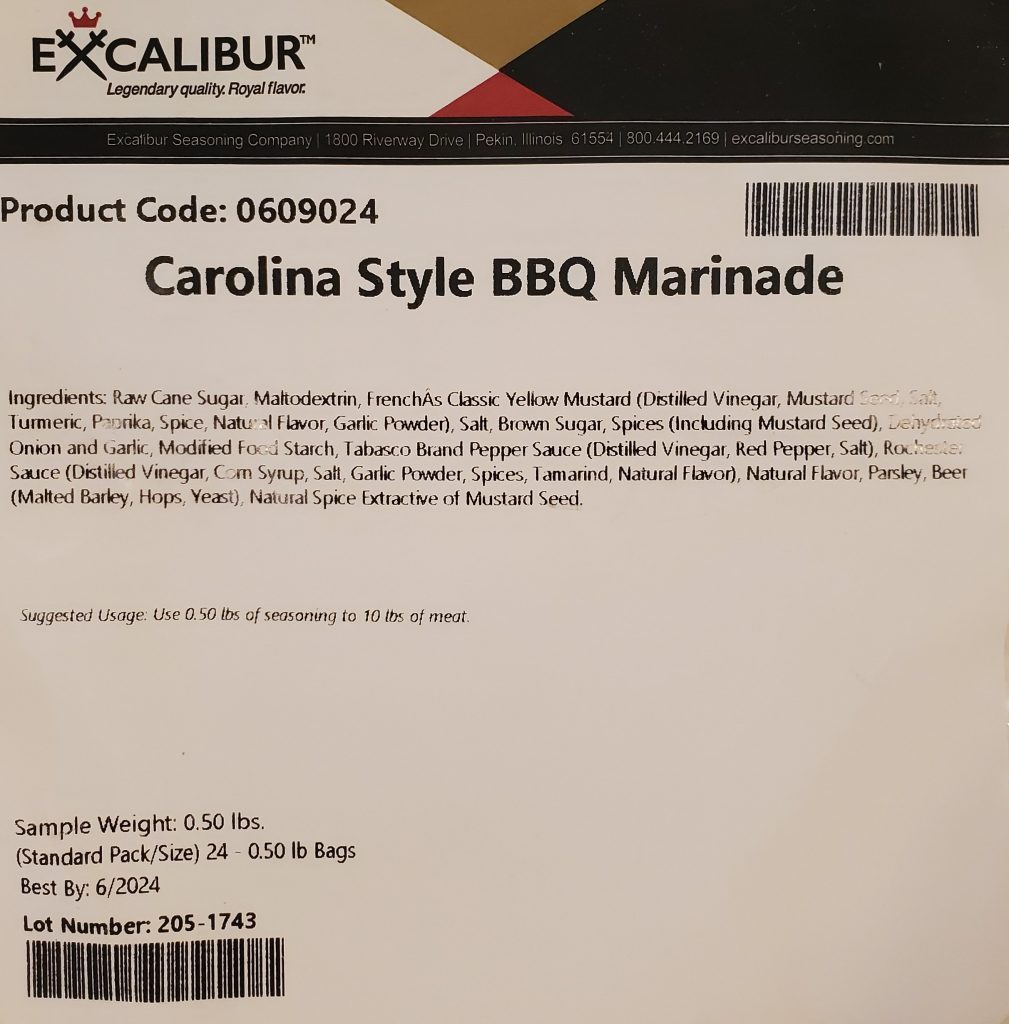 EXCALIBUR™
Legendary quality. Royal flavor.
Excalibur Seasoning Company | 1800 Riverway Drive | Pekin, Illinois 61554 | 800.444.2169 | excaliburseasoning.com
Product Code: 0609024
Carolina Style BBQ Marinade
Ingredients: Raw Cane Sugar, Maltodextrin, FrenchÂs Classic Yellow Mustard (Distilled Vinegar, Mustard Seed, Salt,
Turmeric, Paprika, Spice, Natural Flavor, Garlic Powder), Salt, Brown Sugar, Spices (Including Mustard Seed), Dehydrated
Onion and Garlic, Modified Food Starch, Tabasco Brand Pepper Sauce (Distilled Vinegar, Red Pepper, Salt), Rochester
Sauce (Distilled Vinegar, Corn Syrup, Salt, Garlic Powder, Spices, Tamarind, Natural Flavor), Natural Flavor, Parsley, Beer
(Malted Barley, Hops, Yeast), Natural Spice Extractive of Mustard Seed.
Suggested Usage: Use 0.50 lbs of seasoning to 10 lbs of meat.
Sample Weight: 0.50 lbs.
(Standard Pack/Size) 24 - 0.50 lb Bags
Best By: 6/2024
Lot Number: 205-1743